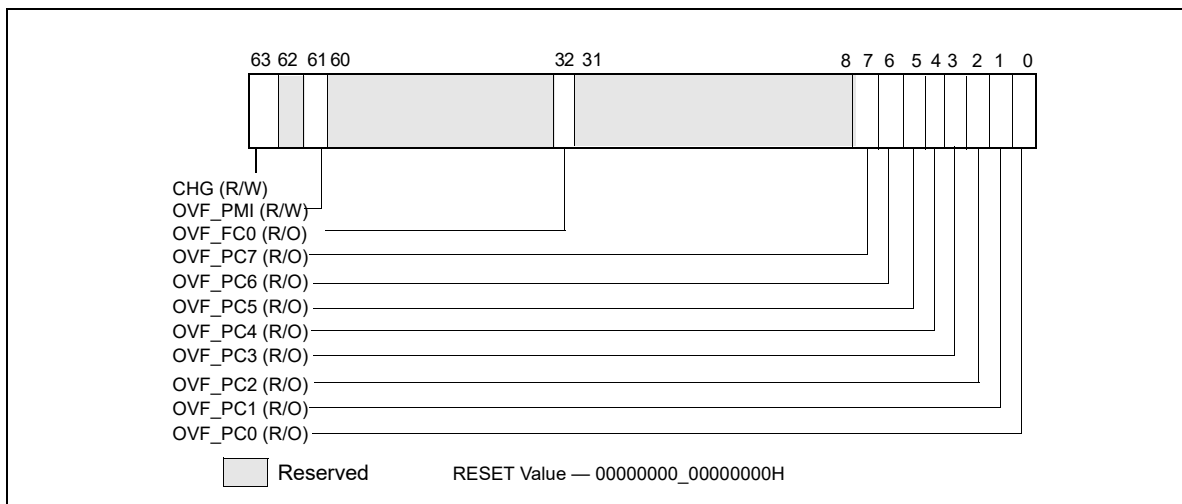 63 62 61 60 32 31 8 7 6 5 4 3 2 1 0
CHG (R/W)
OVF_PMI (R/W)
OVF_FC0 (R/O)
OVF_PC7 (R/O)
OVF_PC6 (R/O)
OVF_PC5 (R/O)
OVF_PC4 (R/O)
OVF_PC3 (R/O)
OVF_PC2 (R/O)
OVF_PC1 (R/O)
OVF_PC0 (R/O)
Reserved RESET Value — 00000000_00000000H